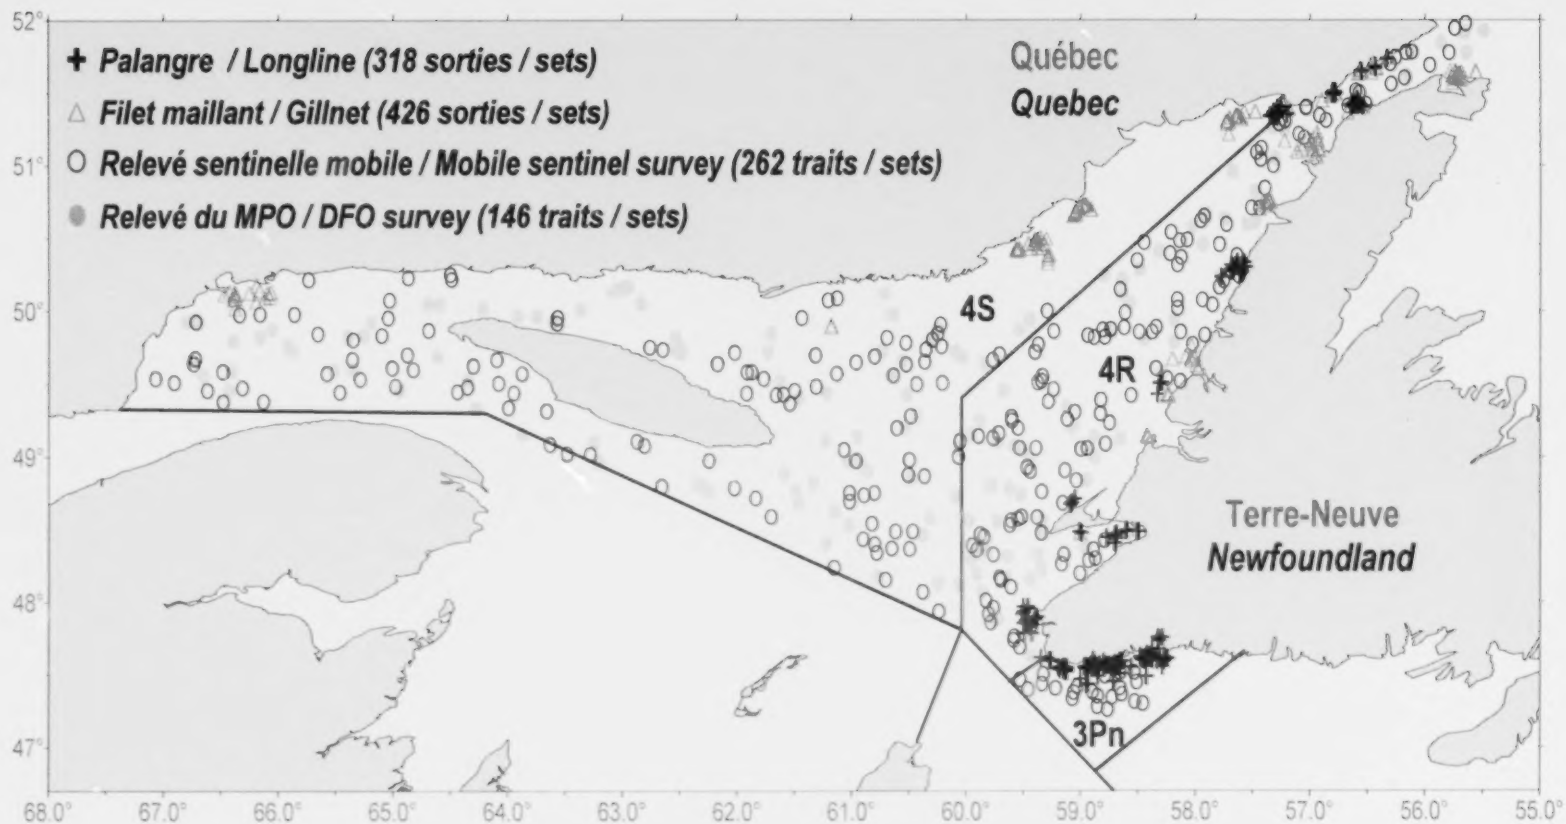 52°
✚ Palangre / Longline (318 sorties / sets)
△ Filet maillant / Gillnet (426 sorties / sets)
○ Relevé sentinelle mobile / Mobile sentinel survey (262 traits / sets)
● Relevé du MPO / DFO survey (146 traits / sets)
Québec
Quebec
51°
50°
4S
4R
49°
Terre-Neuve
Newfoundland
48°
3Pn
47°
68.0° 67.0° 66.0° 65.0° 64.0° 63.0° 62.0° 61.0° 60.0° 59.0° 58.0° 57.0° 56.0° 55.0°